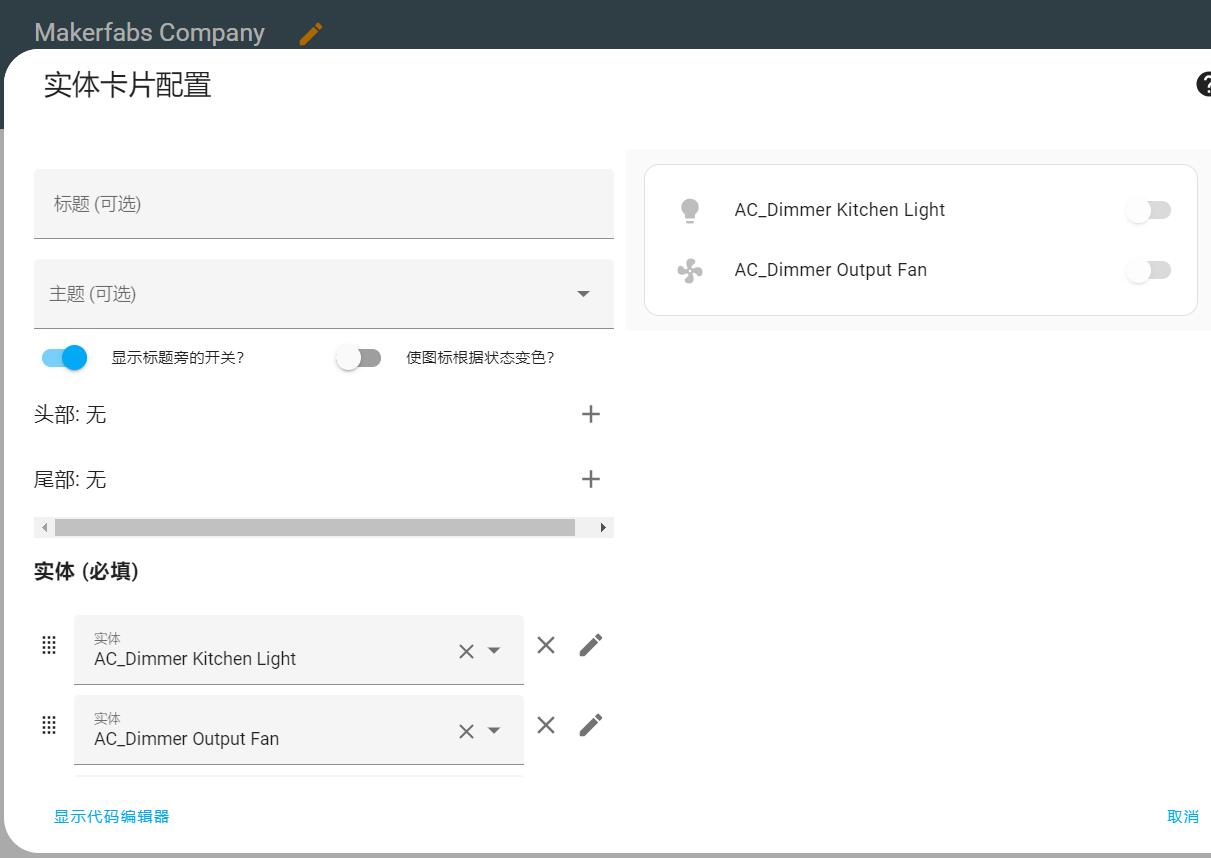 Makerfabs Company
实体卡片配置
标题 (可选)
主题 (可选)
显示标题旁的开关?
使图标根据状态变色?
头部: 无
尾部: 无
实体 (必填)
实体
AC_Dimmer Kitchen Light
实体
AC_Dimmer Output Fan
AC_Dimmer Kitchen Light
AC_Dimmer Output Fan
显示代码编辑器
取消